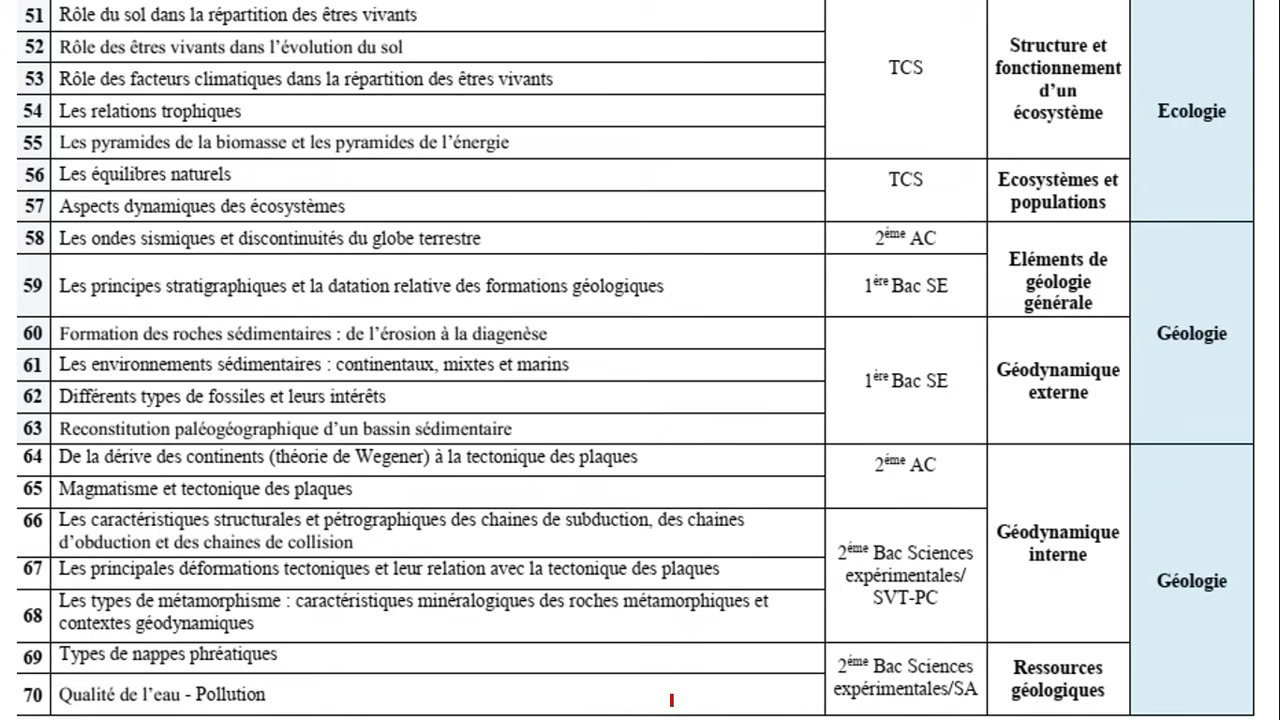 51 Rôle du sol dans la répartition des êtres vivants
52 Rôle des êtres vivants dans l’évolution du sol
53 Rôle des facteurs climatiques dans la répartition des êtres vivants
54 Les relations trophiques
55 Les pyramides de la biomasse et les pyramides de l’énergie
TCS
Structure et
fonctionnement
d’un
écosystème
Ecologie
56 Les équilibres naturels
57 Aspects dynamiques des écosystèmes
TCS
Ecosystèmes et
populations
58 Les ondes sismiques et discontinuités du globe terrestre
2éme AC
59 Les principes stratigraphiques et la datation relative des formations géologiques
1ère Bac SE
Eléments de
géologie
générale
Géologie
60 Formation des roches sédimentaires : de l’érosion à la diagenèse
61 Les environnements sédimentaires : continentaux, mixtes et marins
62 Différents types de fossiles et leurs intérêts
63 Reconstitution paléogéographique d’un bassin sédimentaire
1ère Bac SE
Géodynamique
externe
64 De la dérive des continents (théorie de Wegener) à la tectonique des plaques
65 Magmatisme et tectonique des plaques
2éme AC
66 Les caractéristiques structurales et pétrographiques des chaines de subduction, des chaines
d’obduction et des chaines de collision
67 Les principales déformations tectoniques et leur relation avec la tectonique des plaques
68 Les types de métamorphisme : caractéristiques minéralogiques des roches métamorphiques et
contextes géodynamiques
2éme Bac Sciences
expérimentales/
SVT-PC
Géodynamique
interne
Géologie
69 Types de nappes phréatiques
70 Qualité de l’eau - Pollution
2éme Bac Sciences
expérimentales/SA
Ressources
géologiques